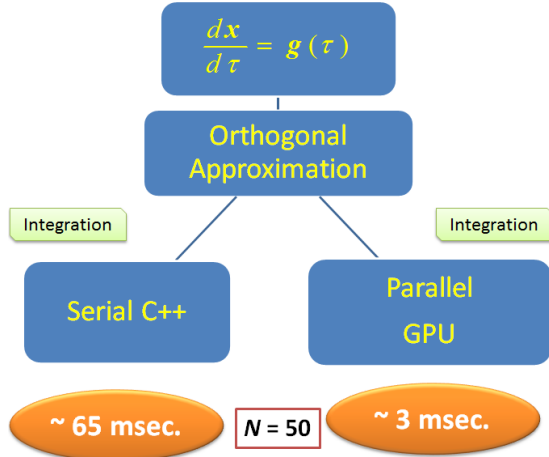 dx/dτ = g(τ)
Orthogonal
Approximation
Integration
Integration
Serial C++
Parallel
GPU
~ 65 msec.
N = 50
~ 3 msec.